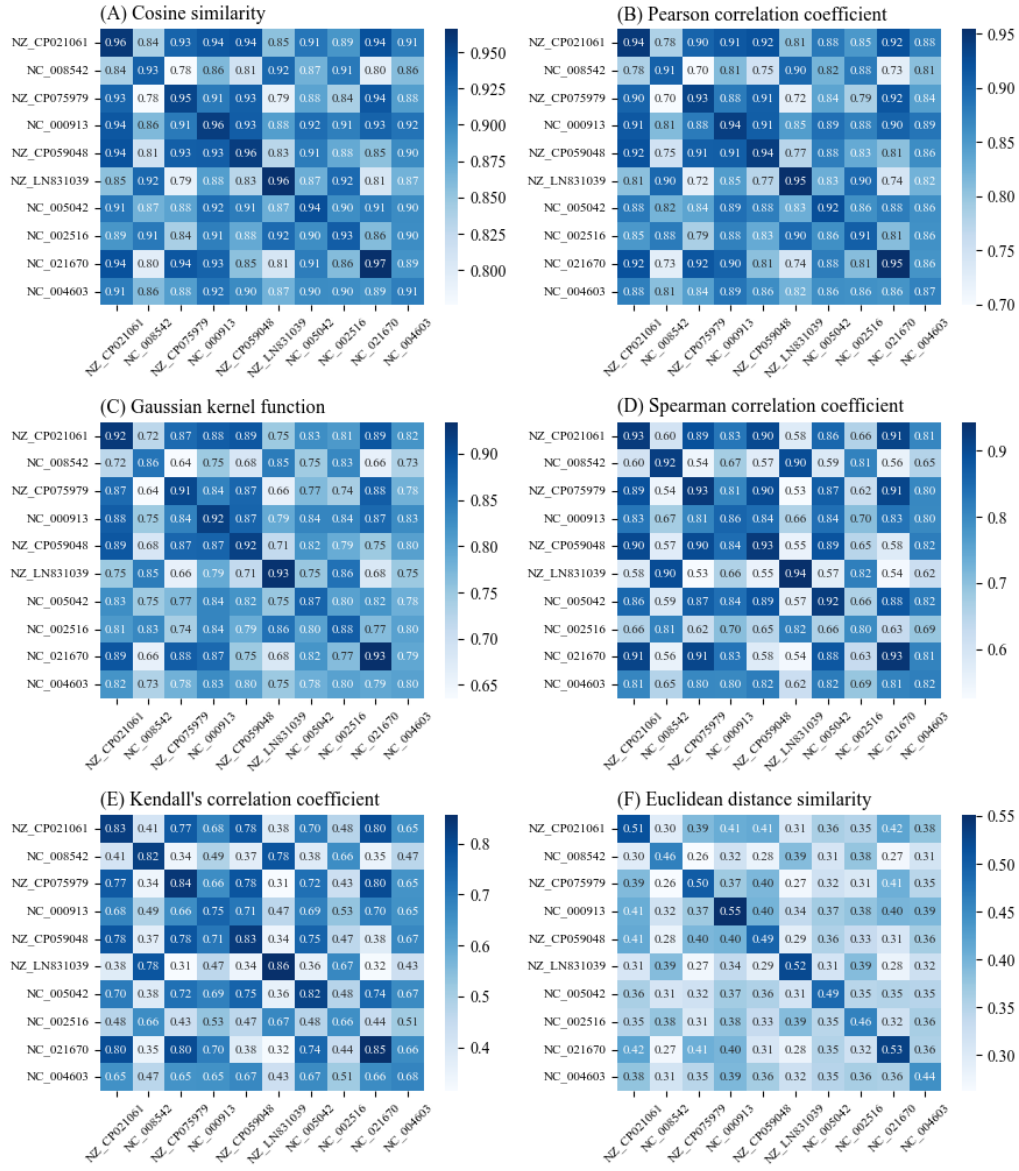 (A) Cosine similarity
NZ_CP021061 0.96 0.84 0.93 0.94 0.94 0.85 0.91 0.89 0.94 0.91
NC_008542 0.84 0.93 0.78 0.86 0.81 0.92 0.87 0.91 0.80 0.86
NZ_CP075979 0.93 0.78 0.95 0.91 0.93 0.79 0.88 0.84 0.94 0.88
NC_000913 0.94 0.86 0.91 0.96 0.93 0.88 0.92 0.91 0.93 0.92
NZ_CP059048 0.94 0.81 0.93 0.93 0.96 0.83 0.91 0.88 0.85 0.90
NZ_LN831039 0.85 0.92 0.79 0.88 0.83 0.96 0.87 0.92 0.81 0.87
NC_005042 0.91 0.87 0.88 0.92 0.91 0.87 0.94 0.90 0.91 0.90
NC_002516 0.89 0.91 0.84 0.91 0.88 0.92 0.90 0.93 0.86 0.90
NC_021670 0.94 0.80 0.94 0.93 0.85 0.81 0.91 0.86 0.97 0.89
NC_004603 0.91 0.86 0.88 0.92 0.90 0.87 0.90 0.90 0.89 0.91
NZ_CP021061 NC_008542 NZ_CP075979 NC_000913 NZ_CP059048 NZ_LN831039 NC_005042 NC_002516 NC_021670 NC_004603
0.950
0.925
0.900
0.875
0.850
0.825
0.800
(B) Pearson correlation coefficient
NZ_CP021061 0.94 0.78 0.90 0.91 0.92 0.81 0.88 0.85 0.92 0.88
NC_008542 0.78 0.91 0.70 0.81 0.75 0.90 0.82 0.88 0.73 0.81
NZ_CP075979 0.90 0.70 0.93 0.88 0.91 0.72 0.84 0.79 0.92 0.84
NC_000913 0.91 0.81 0.88 0.94 0.91 0.85 0.89 0.88 0.90 0.89
NZ_CP059048 0.92 0.75 0.91 0.91 0.94 0.77 0.88 0.83 0.81 0.86
NZ_LN831039 0.81 0.90 0.72 0.85 0.77 0.95 0.83 0.90 0.74 0.82
NC_005042 0.88 0.82 0.84 0.89 0.88 0.83 0.92 0.86 0.88 0.86
NC_002516 0.85 0.88 0.79 0.88 0.83 0.90 0.86 0.91 0.81 0.86
NC_021670 0.92 0.73 0.92 0.90 0.81 0.74 0.88 0.81 0.95 0.86
NC_004603 0.88 0.81 0.84 0.89 0.86 0.82 0.86 0.86 0.86 0.87
NZ_CP021061 NC_008542 NZ_CP075979 NC_000913 NZ_CP059048 NZ_LN831039 NC_005042 NC_002516 NC_021670 NC_004603
0.95
0.90
0.85
0.80
0.75
0.70
(C) Gaussian kernel function
NZ_CP021061 0.92 0.72 0.87 0.88 0.89 0.75 0.83 0.81 0.89 0.82
NC_008542 0.72 0.86 0.64 0.75 0.68 0.85 0.75 0.83 0.66 0.73
NZ_CP075979 0.87 0.64 0.91 0.84 0.87 0.66 0.77 0.74 0.88 0.78
NC_000913 0.88 0.75 0.84 0.92 0.87 0.79 0.84 0.84 0.87 0.83
NZ_CP059048 0.89 0.68 0.87 0.87 0.92 0.71 0.82 0.79 0.75 0.80
NZ_LN831039 0.75 0.85 0.66 0.79 0.71 0.93 0.75 0.86 0.68 0.75
NC_005042 0.83 0.75 0.77 0.84 0.82 0.75 0.87 0.80 0.82 0.78
NC_002516 0.81 0.83 0.74 0.84 0.79 0.86 0.80 0.88 0.77 0.80
NC_021670 0.89 0.66 0.88 0.87 0.75 0.68 0.82 0.77 0.93 0.79
NC_004603 0.82 0.73 0.78 0.83 0.80 0.75 0.78 0.80 0.79 0.80
NZ_CP021061 NC_008542 NZ_CP075979 NC_000913 NZ_CP059048 NZ_LN831039 NC_005042 NC_002516 NC_021670 NC_004603
0.90
0.85
0.80
0.75
0.70
0.65
(D) Spearman correlation coefficient
NZ_CP021061 0.93 0.60 0.89 0.83 0.90 0.58 0.86 0.66 0.91 0.81
NC_008542 0.60 0.92 0.54 0.67 0.57 0.90 0.59 0.81 0.56 0.65
NZ_CP075979 0.89 0.54 0.93 0.81 0.90 0.53 0.87 0.62 0.91 0.80
NC_000913 0.83 0.67 0.81 0.86 0.84 0.66 0.84 0.70 0.83 0.80
NZ_CP059048 0.90 0.57 0.90 0.84 0.93 0.55 0.89 0.65 0.58 0.82
NZ_LN831039 0.58 0.90 0.53 0.66 0.55 0.94 0.57 0.82 0.54 0.62
NC_005042 0.86 0.59 0.87 0.84 0.89 0.57 0.92 0.66 0.88 0.82
NC_002516 0.66 0.81 0.62 0.70 0.65 0.82 0.66 0.80 0.63 0.69
NC_021670 0.91 0.56 0.91 0.83 0.58 0.54 0.88 0.63 0.93 0.81
NC_004603 0.81 0.65 0.80 0.80 0.82 0.62 0.82 0.69 0.81 0.82
NZ_CP021061 NC_008542 NZ_CP075979 NC_000913 NZ_CP059048 NZ_LN831039 NC_005042 NC_002516 NC_021670 NC_004603
0.9
0.8
0.7
0.6
(E) Kendall's correlation coefficient
NZ_CP021061 0.83 0.41 0.77 0.68 0.78 0.38 0.70 0.48 0.80 0.65
NC_008542 0.41 0.82 0.34 0.49 0.37 0.78 0.38 0.66 0.35 0.47
NZ_CP075979 0.77 0.34 0.84 0.66 0.78 0.31 0.72 0.43 0.80 0.65
NC_000913 0.68 0.49 0.66 0.75 0.71 0.47 0.69 0.53 0.70 0.65
NZ_CP059048 0.78 0.37 0.78 0.71 0.83 0.34 0.75 0.47 0.38 0.67
NZ_LN831039 0.38 0.78 0.31 0.47 0.34 0.86 0.36 0.67 0.32 0.43
NC_005042 0.70 0.38 0.72 0.69 0.75 0.36 0.82 0.48 0.74 0.67
NC_002516 0.48 0.66 0.43 0.53 0.47 0.67 0.48 0.66 0.44 0.51
NC_021670 0.80 0.35 0.80 0.70 0.38 0.32 0.74 0.44 0.85 0.66
NC_004603 0.65 0.47 0.65 0.65 0.67 0.43 0.67 0.51 0.66 0.68
NZ_CP021061 NC_008542 NZ_CP075979 NC_000913 NZ_CP059048 NZ_LN831039 NC_005042 NC_002516 NC_021670 NC_004603
0.8
0.7
0.6
0.5
0.4
(F) Euclidean distance similarity
NZ_CP021061 0.51 0.30 0.39 0.41 0.41 0.31 0.36 0.35 0.42 0.38
NC_008542 0.30 0.46 0.26 0.32 0.28 0.39 0.31 0.38 0.27 0.31
NZ_CP075979 0.39 0.26 0.50 0.37 0.40 0.27 0.32 0.31 0.41 0.35
NC_000913 0.41 0.32 0.37 0.55 0.40 0.34 0.37 0.38 0.40 0.39
NZ_CP059048 0.41 0.28 0.40 0.40 0.49 0.29 0.36 0.33 0.31 0.36
NZ_LN831039 0.31 0.39 0.27 0.34 0.29 0.52 0.31 0.39 0.28 0.32
NC_005042 0.36 0.31 0.32 0.37 0.36 0.31 0.49 0.35 0.35 0.35
NC_002516 0.35 0.38 0.31 0.38 0.33 0.39 0.35 0.46 0.32 0.36
NC_021670 0.42 0.27 0.41 0.40 0.31 0.28 0.35 0.32 0.53 0.36
NC_004603 0.38 0.31 0.35 0.39 0.36 0.32 0.35 0.36 0.36 0.44
NZ_CP021061 NC_008542 NZ_CP075979 NC_000913 NZ_CP059048 NZ_LN831039 NC_005042 NC_002516 NC_021670 NC_004603
0.55
0.50
0.45
0.40
0.35
0.30